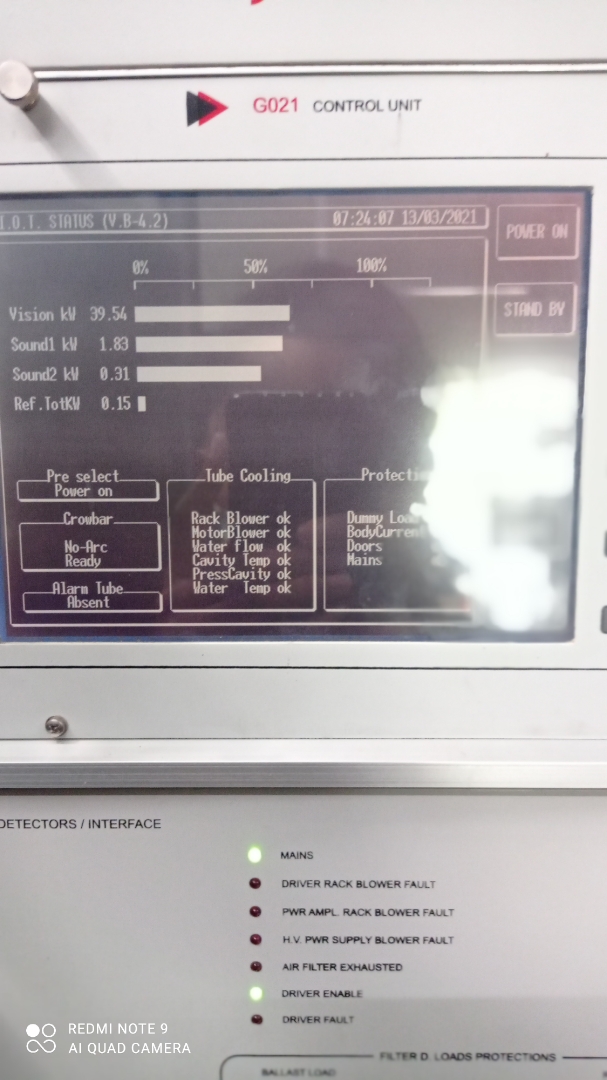 G021 CONTROL UNIT
I.O.T. STATUS (V.B-4.2) 07:24:07 13/03/2021
POWER ON
0% 50% 100%
STAND BY
Vision kW 39.54
Sound1 kW 1.83
Sound2 kW 0.31
Ref.TotKW 0.15
Pre select
Power on
Crowbar
No-Arc
Ready
Alarm Tube
Absent
Tube Cooling
Rack Blower ok
MotorBlower ok
Water flow ok
Cavity Temp ok
PressCavity ok
Water Temp ok
Dummy
BodyCurrent
Doors
Mains
DETECTORS / INTERFACE
MAINS
DRIVER RACK BLOWER FAULT
PWR AMPL. RACK BLOWER FAULT
H.V. PWR SUPPLY BLOWER FAULT
AIR FILTER EXHAUSTED
DRIVER ENABLE
DRIVER FAULT
FILTER D. LOADS PROTECTIONS
BALLAST LOAD
REDMI NOTE 9
AI QUAD CAMERA